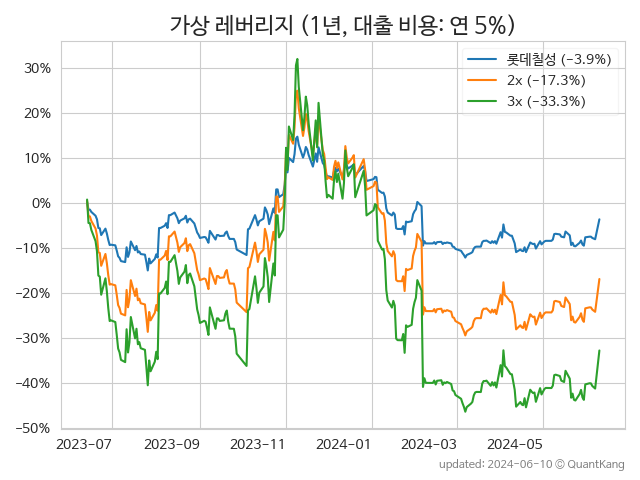 가상 레버리지 (1년, 대출 비용: 연 5%)
롯데칠성 (−3.9%)
2x (−17.3%)
3x (−33.3%)
30%
20%
10%
0%
−10%
−20%
−30%
−40%
−50%
2023-07 2023-09 2023-11 2024-01 2024-03 2024-05
updated: 2024-06-10 © QuantKang